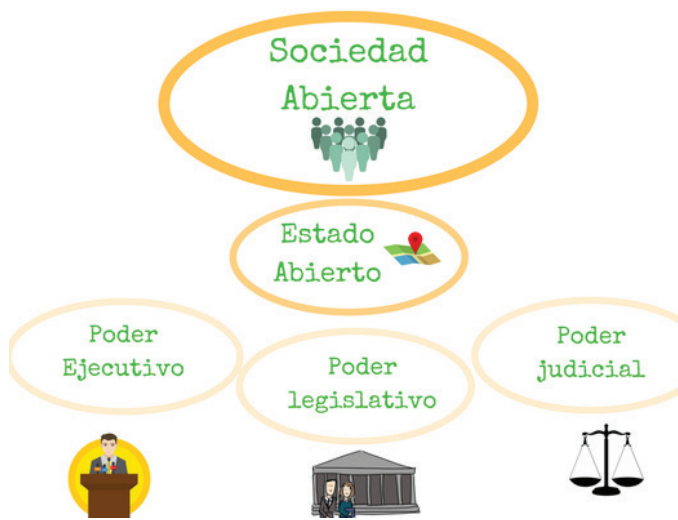 Sociedad
Abierta
Estado
Abierto
Poder
Ejecutivo
Poder
legislativo
Poder
judicial